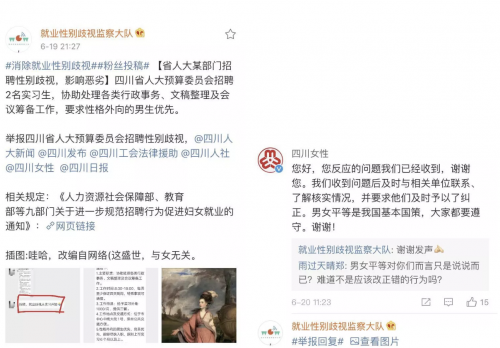 就业性别歧视监察大队
6-19 21:27
#消除就业性别歧视##粉丝投稿# 【省人大某部门招
聘性别歧视，影响恶劣】四川省人大预算委员会招聘
2名实习生，协助处理各类行政事务、文稿整理及会
议筹备工作，要求性格外向的男生优先。
举报四川省人大预算委员会招聘性别歧视，@四川人
大新闻 @四川发布 @四川工会法律援助 @四川人社
@四川女性 @四川日报
相关规定：《人力资源社会保障部、教育
部等九部门关于进一步规范招聘行为促进妇女就业的
通知》：网页链接
插图:哇哈，改编自网络(这盛世，与女无关。
四川女性
您好，您反应的问题我们已经收到，谢谢
您。我们收到问题后及时与相关单位联系、
了解核实情况，并要求他们及时予以了纠
正。男女平等是我国基本国策，大家都要遵
守。谢谢！
就业性别歧视监察大队: 谢谢发声
雨过天晴郑: 男女平等对你们而言只是说说而
已？难道不是应该改正错的行为吗？
6-20 11:23
15
就业性别歧视监察大队
#举报回复# 查看图片